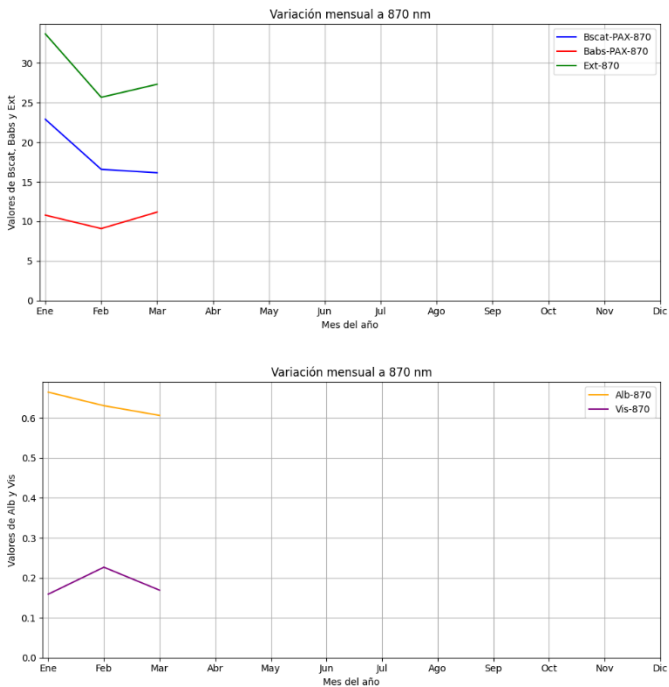 Variación mensual a 870 nm
Bscat-PAX-870
Babs-PAX-870
Ext-870
Valores de Bscat, Babs y Ext
30
25
20
15
10
5
0
Ene Feb Mar Abr May Jun Jul Ago Sep Oct Nov Dic
Mes del año
Variación mensual a 870 nm
Alb-870
Vis-870
Valores de Alb y Vis
0.6
0.5
0.4
0.3
0.2
0.1
0.0
Ene Feb Mar Abr May Jun Jul Ago Sep Oct Nov Dic
Mes del año